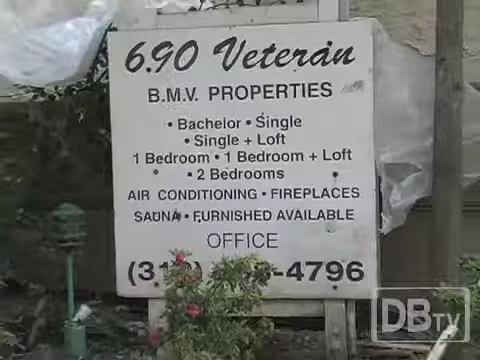 690 Veteran
B.M.V. PROPERTIES
• Bachelor • Single
• Single + Loft
1 Bedroom • 1 Bedroom + Loft
• 2 Bedrooms
AIR CONDITIONING • FIREPLACES
SAUNA • FURNISHED AVAILABLE
OFFICE
(31 -4796
DBTV